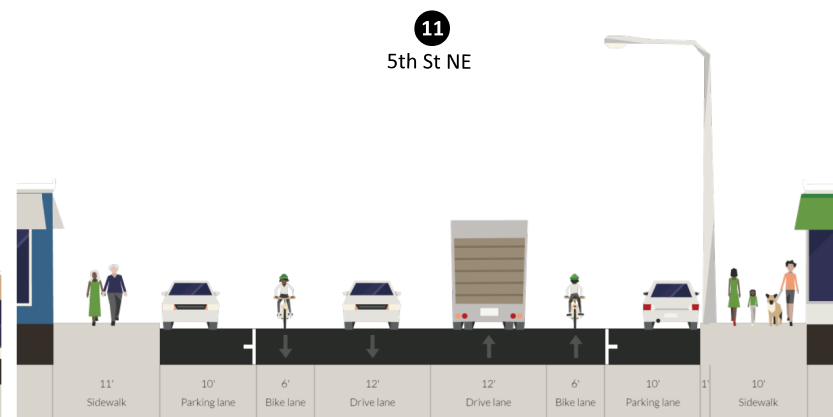 11
5th St NE
11' 10' 6' 12' 12' 6' 10' 1' 10'
Sidewalk Parking lane Bike lane Drive lane Drive lane Bike lane Parking lane Sidewalk